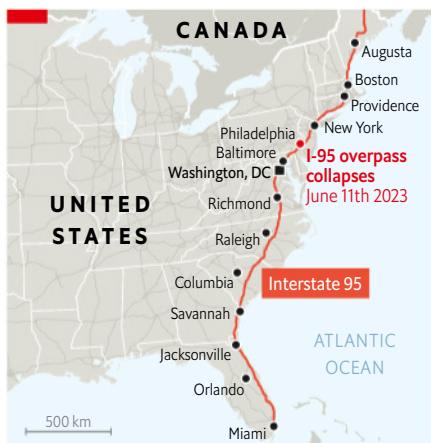 CANADA
Augusta
Boston
Providence
New York
Philadelphia
Baltimore
I-95 overpass
collapses
June 11th 2023
Washington, DC
UNITED
STATES
Richmond
Raleigh
Columbia
Interstate 95
Savannah
Jacksonville
ATLANTIC
OCEAN
Orlando
500 km
Miami